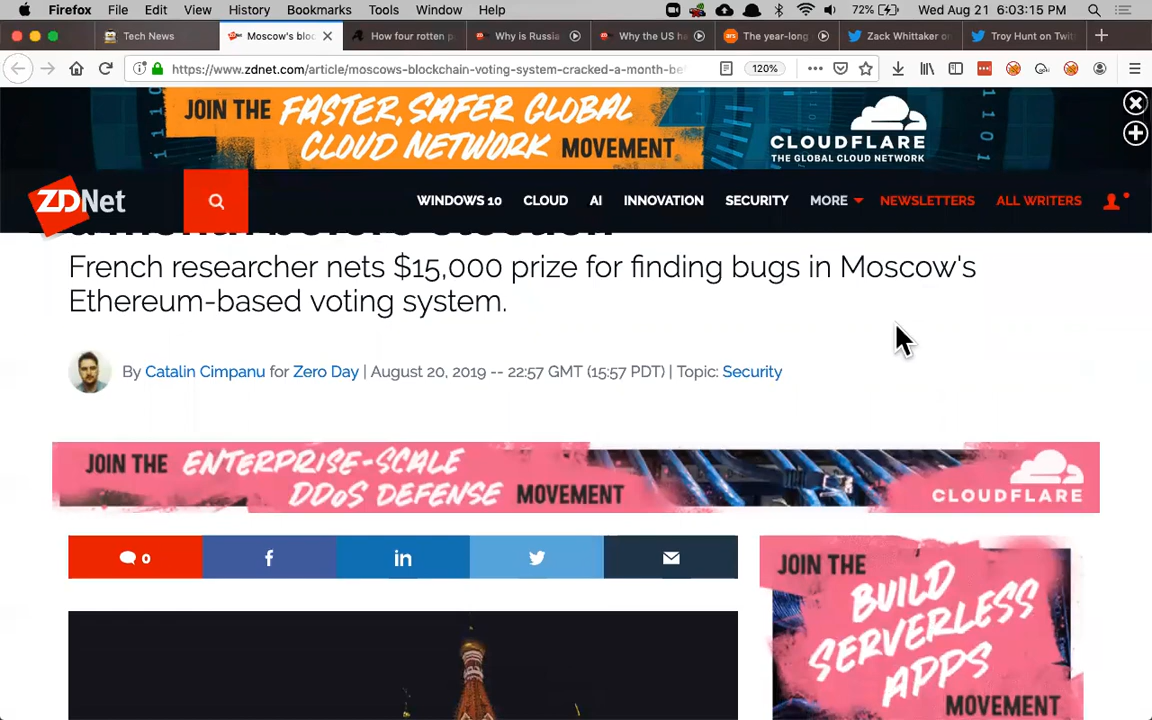 Firefox File Edit View History Bookmarks Tools Window Help 72% Wed Aug 21 6:03:15 PM
Tech News Moscow's bloc How four rotten p Why is Russia Why the US ha The year-long Zack Whittaker on Troy Hunt on Twit
https://www.zdnet.com/article/moscows-blockchain-voting-system-cracked-a-month-be 120%
JOIN THE FASTER, SAFER GLOBAL
CLOUD NETWORK MOVEMENT
CLOUDFLARE
THE GLOBAL CLOUD NETWORK
ZDNet WINDOWS 10 CLOUD AI INNOVATION SECURITY MORE NEWSLETTERS ALL WRITERS
a month before election
French researcher nets $15,000 prize for finding bugs in Moscow's
Ethereum-based voting system.
By Catalin Cimpanu for Zero Day | August 20, 2019 -- 22:57 GMT (15:57 PDT) | Topic: Security
JOIN THE ENTERPRISE-SCALE
DDoS DEFENSE MOVEMENT
CLOUDFLARE
0 f in
JOIN THE
BUILD
SERVERLESS
APPS
MOVEMENT